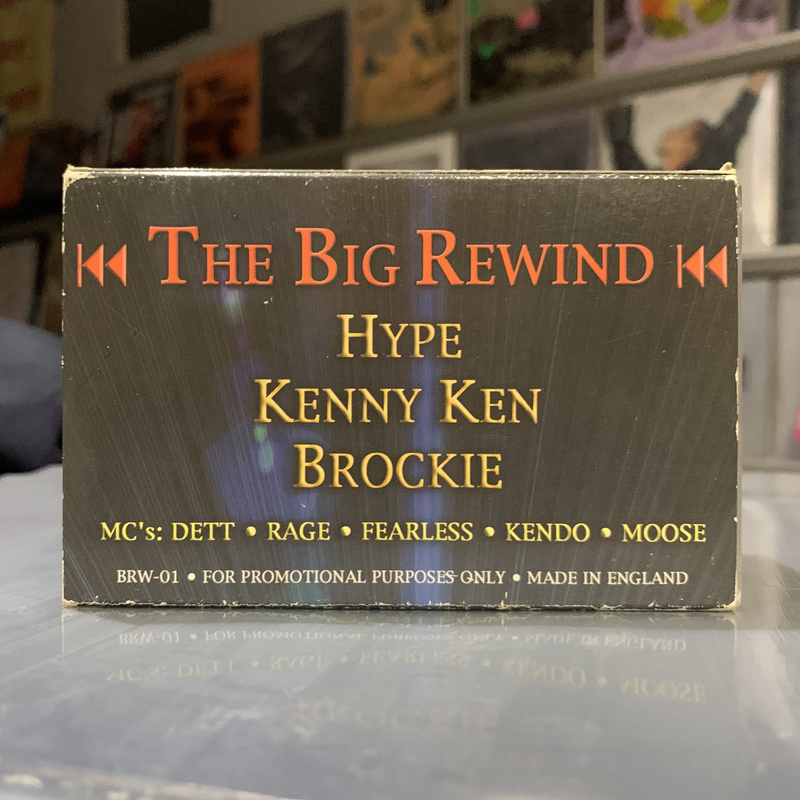 The Big Rewind
Hype
Kenny Ken
Brockie
MC's: DETT • RAGE • FEARLESS • KENDO • MOOSE
BRW-01 • FOR PROMOTIONAL PURPOSES ONLY • MADE IN ENGLAND